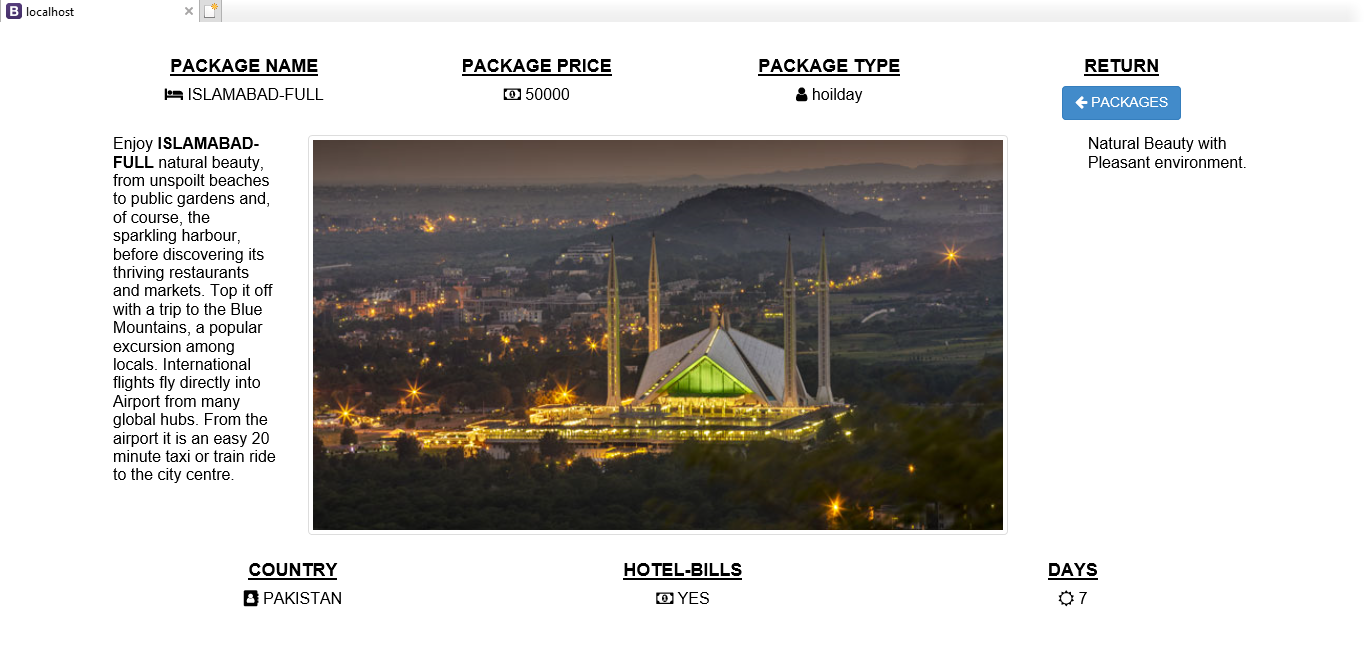 localhost
PACKAGE NAME
PACKAGE PRICE
PACKAGE TYPE
RETURN
ISLAMABAD-FULL
50000
hoilday
PACKAGES
Enjoy ISLAMABAD-
FULL natural beauty,
from unspoilt beaches
to public gardens and,
of course, the
sparkling harbour,
before discovering its
thriving restaurants
and markets. Top it off
with a trip to the Blue
Mountains, a popular
excursion among
locals. International
flights fly directly into
Airport from many
global hubs. From the
airport it is an easy 20
minute taxi or train ride
to the city centre.
Natural Beauty with
Pleasant environment.
COUNTRY
HOTEL-BILLS
DAYS
PAKISTAN
YES
7